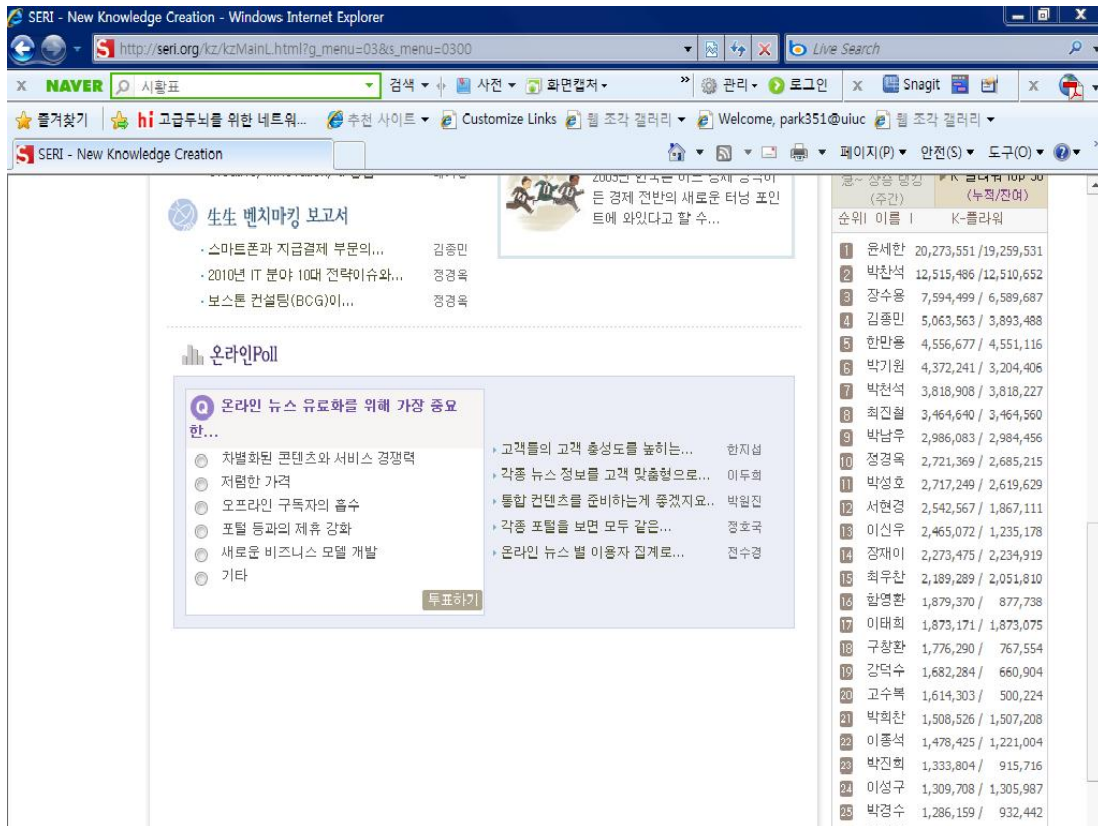 SERI - New Knowledge Creation - Windows Internet Explorer
http://seri.org/kz/kzMainL.html?g_menu=03&s_menu=0300
Live Search
x NAVER 시황표 검색 사전 화면캡처 » 관리 로그인 x Snagit x
즐겨찾기 hi 고급두뇌를 위한 네트워... 추천 사이트 Customize Links 웹 조각 갤러리 Welcome, park351@uiuc 웹 조각 갤러리
SERI - New Knowledge Creation 페이지(P) 안전(S) 도구(O) »
든 경제 전반의 새로운 터닝 포인
트에 와있다고 할 수...
生生 벤치마킹 보고서
· 스마트폰과 지급결제 부문의... 김종민
· 2010년 IT 분야 10대 전략이슈와... 정경옥
· 보스톤 컨설팅(BCG)이... 정경옥
온라인Poll
Q 온라인 뉴스 유료화를 위해 가장 중요
한...
차별화된 콘텐츠와 서비스 경쟁력
저렴한 가격
오프라인 구독자의 흡수
포털 등과의 제휴 강화
새로운 비즈니스 모델 개발
기타
투표하기
고객들의 고객 충성도를 높히는... 한지섭
각종 뉴스 정보를 고객 맞춤형으로... 이두희
통합 컨텐츠를 준비하는게 좋겠지요.. 박원진
각종 포털을 보면 모두 같은... 정호국
온라인 뉴스 별 이용자 집계로... 전수경
(주간) (누적/잔여)
순위 | 이름 | K-플라워
1 윤세한 20,273,551 /19,259,531
2 박찬석 12,515,486 /12,510,652
3 장수용 7,594,499 / 6,589,687
4 김종민 5,063,563 / 3,893,488
5 한만용 4,556,677 / 4,551,116
6 박기원 4,372,241 / 3,204,406
7 박천석 3,818,908 / 3,818,227
8 최진철 3,464,640 / 3,464,560
9 박남우 2,986,083 / 2,984,456
10 정경옥 2,721,369 / 2,685,215
11 박성호 2,717,249 / 2,619,629
12 서현경 2,542,567 / 1,867,111
13 이신우 2,465,072 / 1,235,178
14 장재이 2,273,475 / 2,234,919
15 최우찬 2,189,289 / 2,051,810
16 함영환 1,879,370 / 877,738
17 이태희 1,873,171 / 1,873,075
18 구창환 1,776,290 / 767,554
19 강덕수 1,682,284 / 660,904
20 고수복 1,614,303 / 500,224
21 박희찬 1,508,526 / 1,507,208
22 이종석 1,478,425 / 1,221,004
23 박진희 1,333,804 / 915,716
24 이성구 1,309,708 / 1,305,987
25 박경수 1,286,159 / 932,442